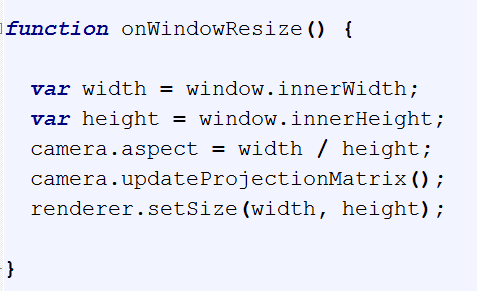 function onWindowResize() {
var width = window.innerWidth;
var height = window.innerHeight;
camera.aspect = width / height;
camera.updateProjectionMatrix();
renderer.setSize(width, height);
}